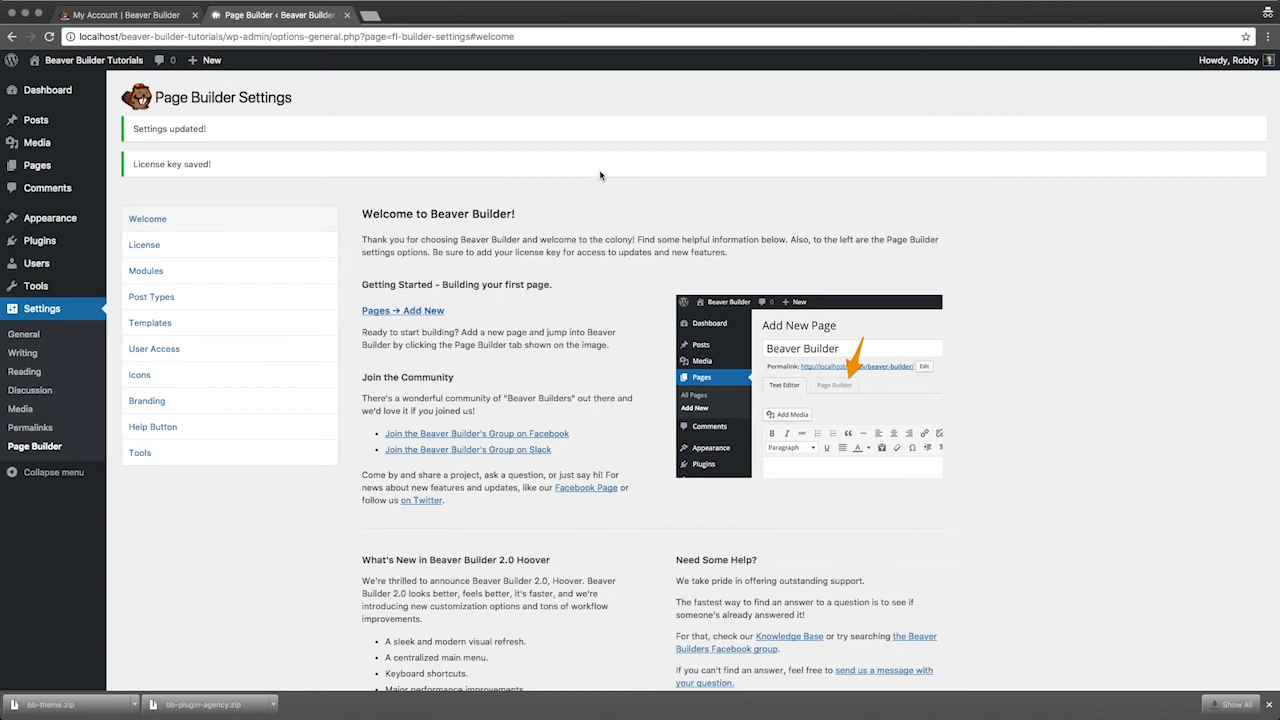 My Account | Beaver Builder
Page Builder ‹ Beaver Builder
localhost/beaver-builder-tutorials/wp-admin/options-general.php?page=fl-builder-settings#welcome
Beaver Builder Tutorials
0
New
Howdy, Robby
Dashboard
Posts
Media
Pages
Comments
Appearance
Plugins
Users
Tools
Settings
General
Writing
Reading
Discussion
Media
Permalinks
Page Builder
Collapse menu
Page Builder Settings
Settings updated!
License key saved!
Welcome
License
Modules
Post Types
Templates
User Access
Icons
Branding
Help Button
Tools
Welcome to Beaver Builder!
Thank you for choosing Beaver Builder and welcome to the colony! Find some helpful information below. Also, to the left are the Page Builder
settings options. Be sure to add your license key for access to updates and new features.
Getting Started - Building your first page.
Pages → Add New
Ready to start building? Add a new page and jump into Beaver
Builder by clicking the Page Builder tab shown on the image.
Join the Community
There's a wonderful community of "Beaver Builders" out there and
we'd love it if you joined us!
• Join the Beaver Builder's Group on Facebook
• Join the Beaver Builder's Group on Slack
Come by and share a project, ask a question, or just say hi! For
news about new features and updates, like our Facebook Page or
follow us on Twitter.
Beaver Builder
0
New
Dashboard
Posts
Media
Pages
All Pages
Add New
Comments
Appearance
Plugins
Add New Page
Beaver Builder
Permalink: http://localhost/
/beaver-builder/
Edit
Text Editor
Page Builder
Add Media
Paragraph
What's New in Beaver Builder 2.0 Hoover
We're thrilled to announce Beaver Builder 2.0, Hoover. Beaver
Builder 2.0 looks better, feels better, it's faster, and we're
introducing new customization options and tons of workflow
improvements.
• A sleek and modern visual refresh.
• A centralized main menu.
• Keyboard shortcuts.
• Major performance improvements
Need Some Help?
We take pride in offering outstanding support.
The fastest way to find an answer to a question is to see if
someone's already answered it!
For that, check our Knowledge Base or try searching the Beaver
Builders Facebook group.
If you can't find an answer, feel free to send us a message with
your question.
bb-theme.zip
bb-plugin-agency.zip
Show All